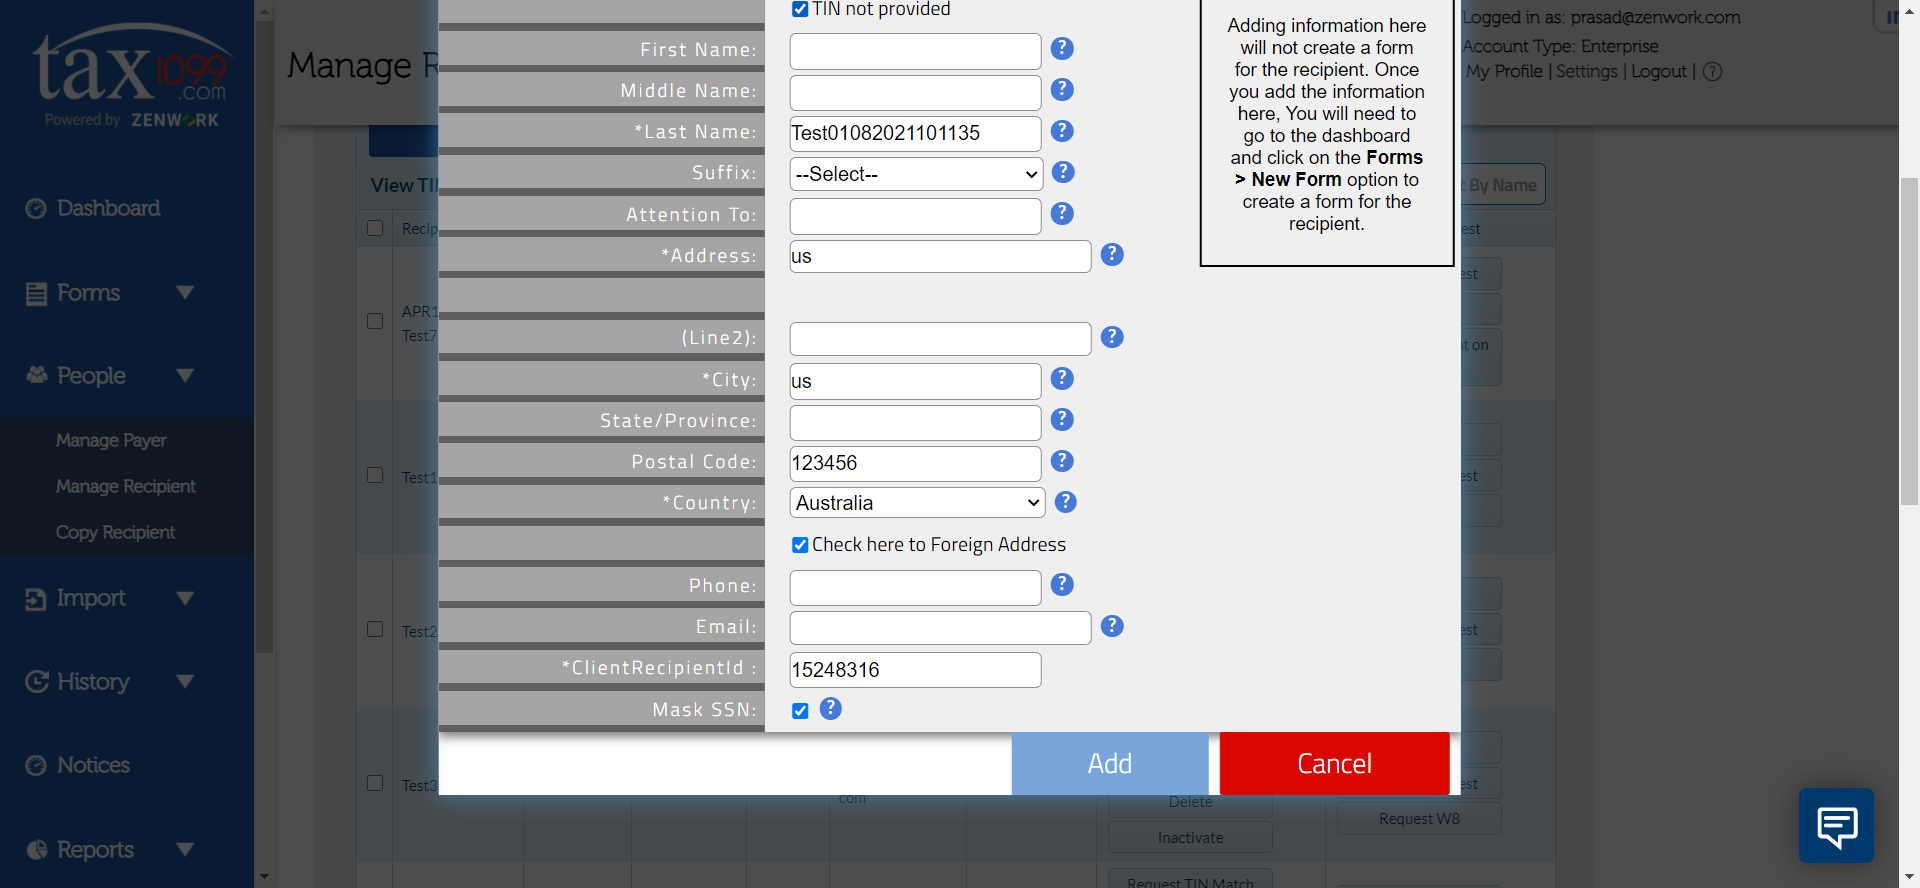 tax1099
.com
Powered by ZENWORK
Dashboard
Forms
People
Manage Payer
Manage Recipient
Copy Recipient
Import
History
Notices
Reports
Manage R
Logged in as: prasad@zenwork.com
Account Type: Enterprise
My Profile | Settings | Logout | ?
View TI
t By Name
Recip
est
APR1
Test7
est
t on
Test1
est
Test2
est
Test3
est
com
Delete
Request W8
Inactivate
Request TIN Match
TIN not provided
First Name: ?
Middle Name: ?
*Last Name: Test01082021101135 ?
Suffix: --Select-- ?
Attention To: ?
*Address: us ?
(Line2): ?
*City: us ?
State/Province: ?
Postal Code: 123456 ?
*Country: Australia ?
Check here to Foreign Address
Phone: ?
Email: ?
*ClientRecipientId : 15248316
Mask SSN: ?
Adding information here
will not create a form
for the recipient. Once
you add the information
here, You will need to
go to the dashboard
and click on the Forms
> New Form option to
create a form for the
recipient.
Add
Cancel